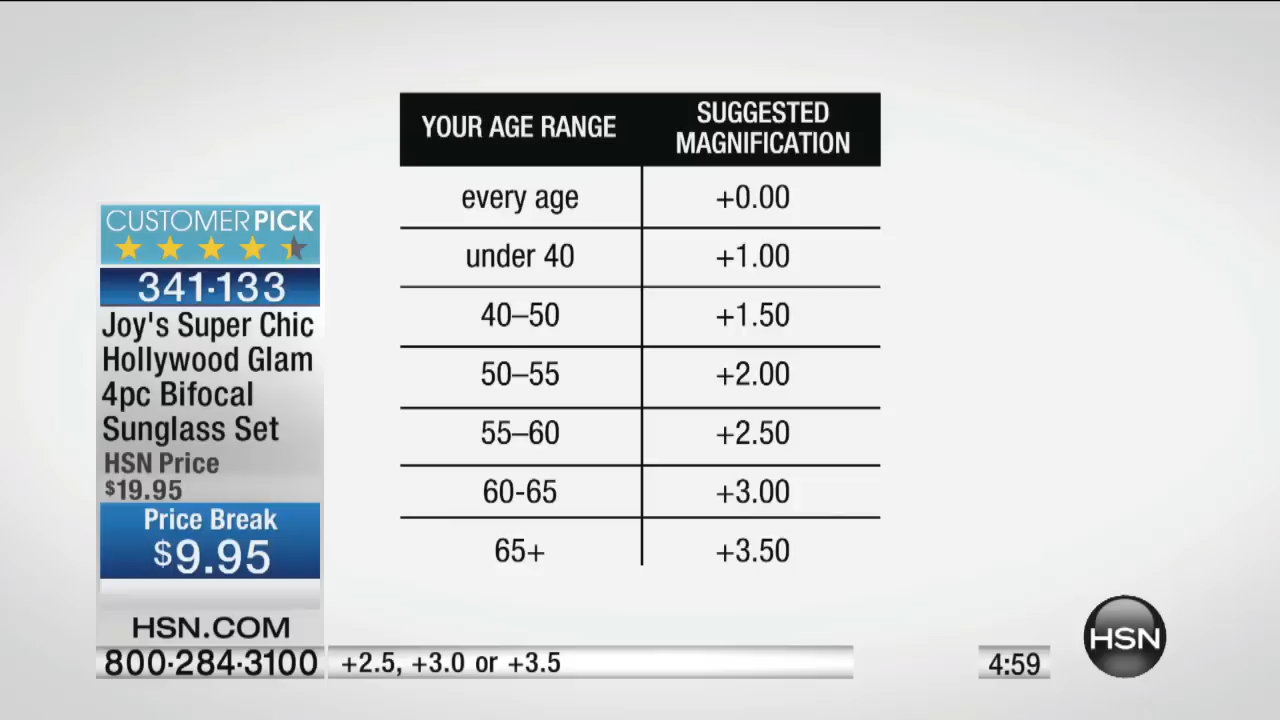 YOUR AGE RANGE
SUGGESTED
MAGNIFICATION
every age +0.00
under 40 +1.00
40–50 +1.50
50–55 +2.00
55–60 +2.50
60-65 +3.00
65+ +3.50
CUSTOMER PICK
341·133
Joy's Super Chic
Hollywood Glam
4pc Bifocal
Sunglass Set
HSN Price
$19.95
Price Break
$9.95
HSN.COM
800·284·3100
+2.5, +3.0 or +3.5
4:59
HSN